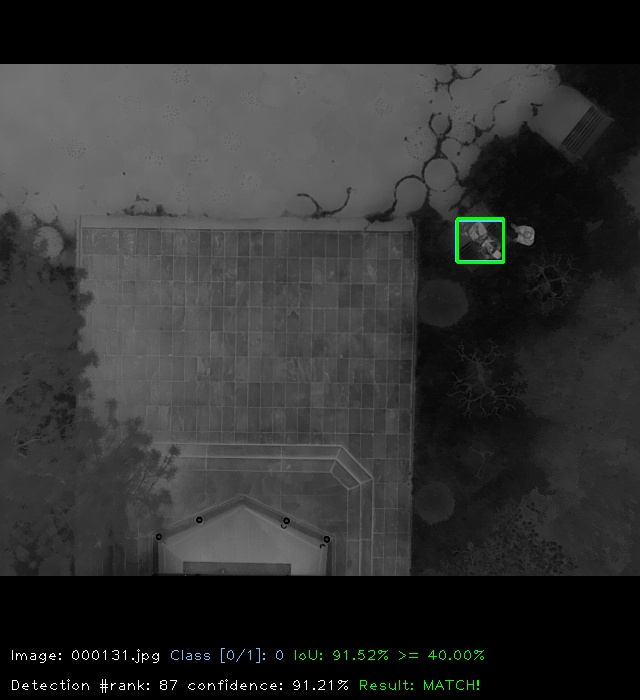 Image: 000131.jpg Class [0/1]: 0 IoU: 91.52% >= 40.00%
Detection #rank: 87 confidence: 91.21% Result: MATCH!